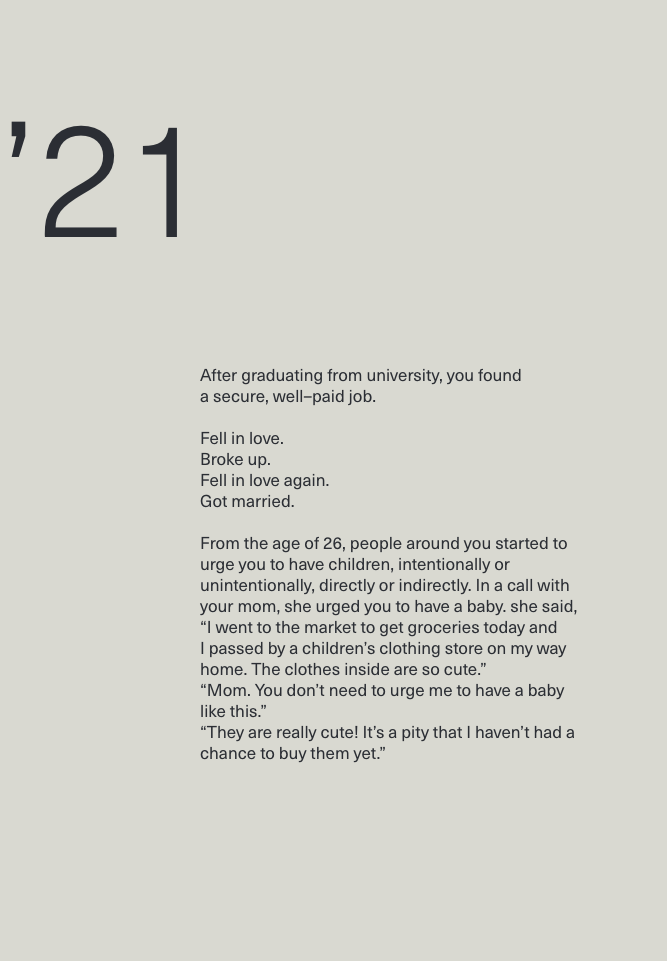 ’21
After graduating from university, you found
a secure, well–paid job.
Fell in love.
Broke up.
Fell in love again.
Got married.
From the age of 26, people around you started to
urge you to have children, intentionally or
unintentionally, directly or indirectly. In a call with
your mom, she urged you to have a baby. she said,
“I went to the market to get groceries today and
I passed by a children’s clothing store on my way
home. The clothes inside are so cute.”
“Mom. You don’t need to urge me to have a baby
like this.”
“They are really cute! It’s a pity that I haven’t had a
chance to buy them yet.”